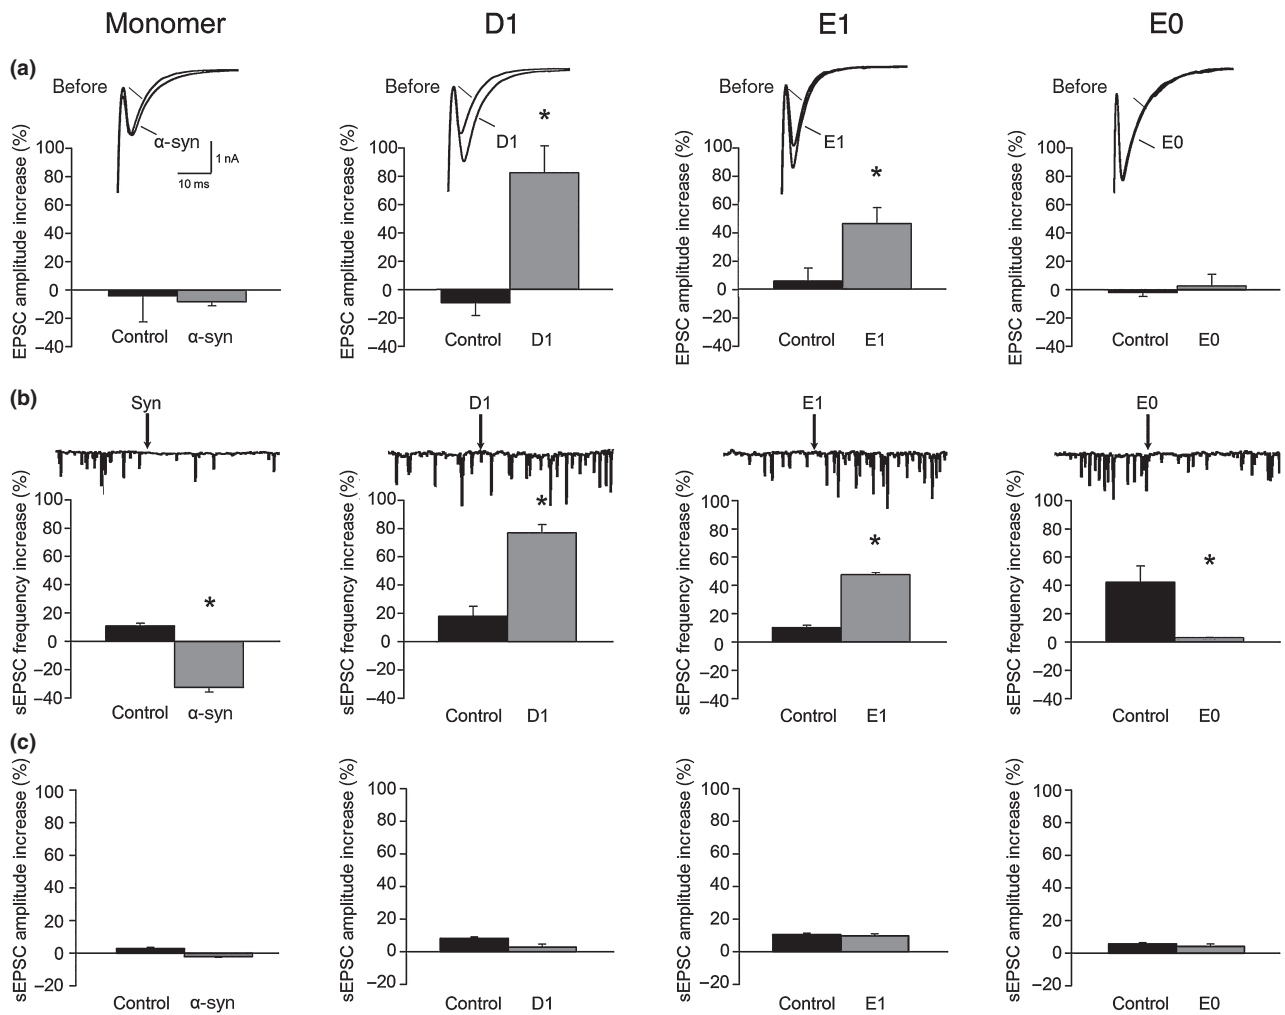 Monomer
D1
E1
E0
(a)
Before
α-syn
1 nA
10 ms
EPSC amplitude increase (%)
100
80
60
40
20
0
−20
−40
Control
α-syn
Before
D1
*
EPSC amplitude increase (%)
100
80
60
40
20
0
−20
−40
Control
D1
Before
E1
*
EPSC amplitude increase (%)
100
80
60
40
20
0
−20
−40
Control
E1
Before
E0
EPSC amplitude increase (%)
100
80
60
40
20
0
−20
−40
Control
E0
(b)
Syn
sEPSC frequency increase (%)
100
80
60
40
20
0
−20
−40
*
Control
α-syn
D1
sEPSC frequency increase (%)
100
80
60
40
20
0
−20
−40
*
Control
D1
E1
sEPSC frequency increase (%)
100
80
60
40
20
0
−20
−40
*
Control
E1
E0
sEPSC frequency increase (%)
100
80
60
40
20
0
−20
−40
*
Control
E0
(c)
sEPSC amplitude increase (%)
100
80
60
40
20
0
−20
Control
α-syn
sEPSC amplitude increase (%)
100
80
60
40
20
0
−20
Control
D1
sEPSC amplitude increase (%)
100
80
60
40
20
0
−20
Control
E1
sEPSC amplitude increase (%)
100
80
60
40
20
0
−20
Control
E0